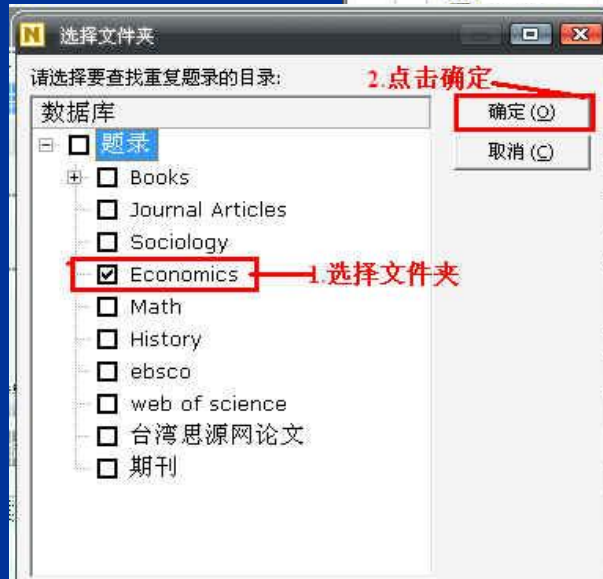 选择文件夹
请选择要查找重复题录的目录:
2.点击确定
数据库
确定(O)
题录
取消(C)
Books
Journal Articles
Sociology
Economics
1.选择文件夹
Math
History
ebsco
web of science
台湾思源网论文
期刊